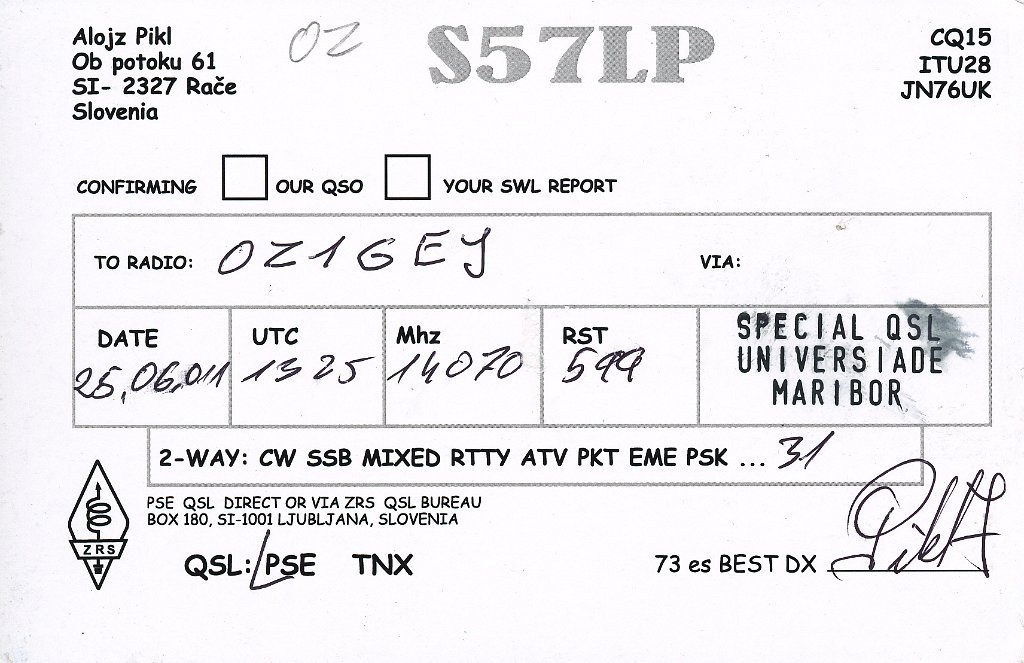 Alojz Pikl
Ob potoku 61
SI- 2327 Rače
Slovenia
OZ
S57LP
CQ15
ITU28
JN76UK
CONFIRMING OUR QSO YOUR SWL REPORT
TO RADIO: OZ1GEJ VIA:
DATE UTC Mhz RST
25.06.011 1325 14070 599
SPECIAL QSL
UNIVERSIADE
MARIBOR
2-WAY: CW SSB MIXED RTTY ATV PKT EME PSK ... 31
PSE QSL DIRECT OR VIA ZRS QSL BUREAU
BOX 180, SI-1001 LJUBLJANA, SLOVENIA
ZRS
QSL: PSE TNX
73 es BEST DX Pikl A